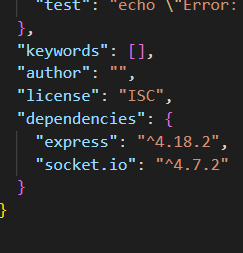 "test": "echo \"Error:
},
"keywords": [],
"author": "",
"license": "ISC",
"dependencies": {
"express": "^4.18.2",
"socket.io": "^4.7.2"
}
}